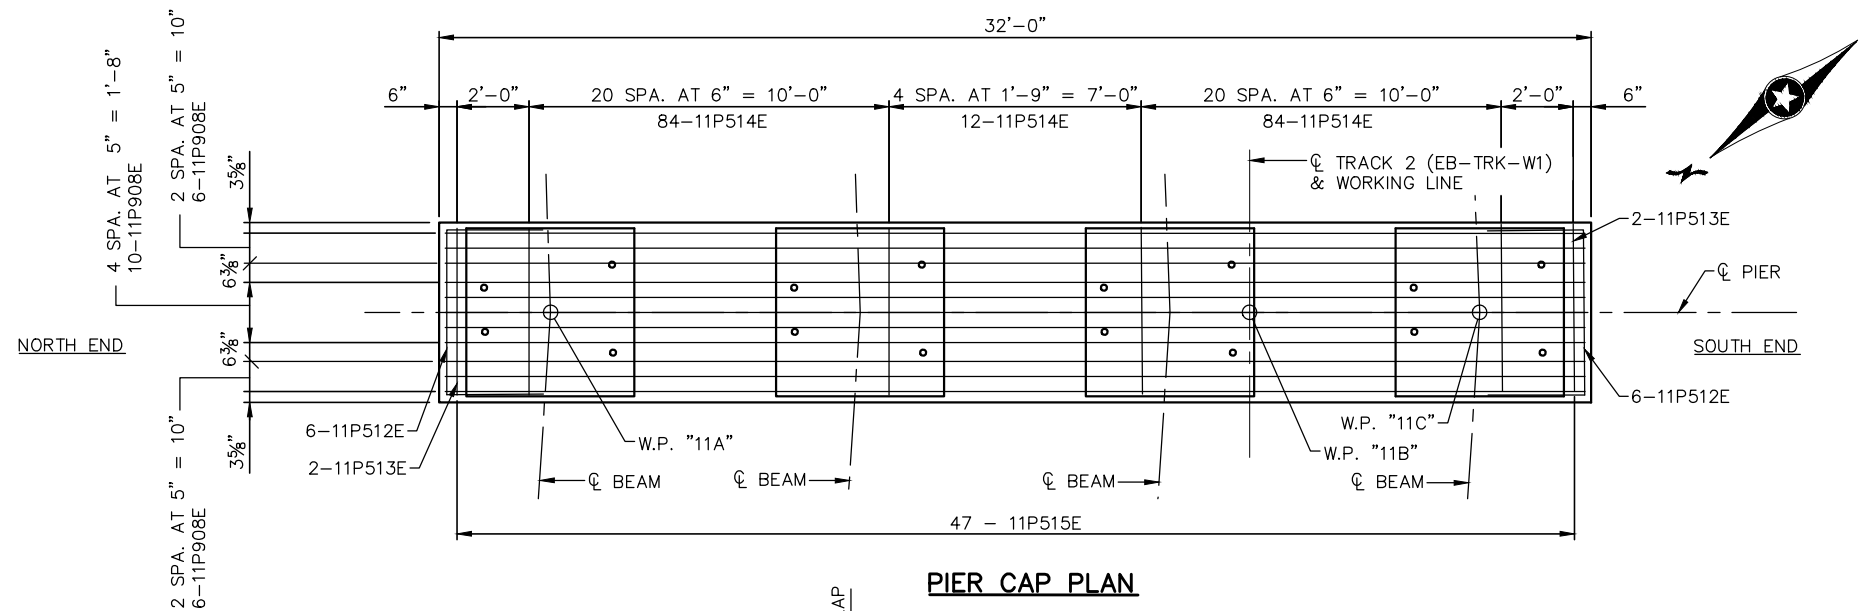 32'-0"
6"
2'-0"
20 SPA. AT 6" = 10'-0"
84-11P514E
4 SPA. AT 1'-9" = 7'-0"
12-11P514E
20 SPA. AT 6" = 10'-0"
84-11P514E
2'-0"
6"
4 SPA. AT 5" = 1'-8"
10-11P908E
2 SPA. AT 5" = 10"
6-11P908E
3⅝"
6⅜"
6⅜"
3⅝"
2 SPA. AT 5" = 10"
6-11P908E
℄ TRACK 2 (EB-TRK-W1)
& WORKING LINE
N
2-11P513E
℄ PIER
NORTH END
SOUTH END
6-11P512E
6-11P512E
2-11P513E
W.P. "11A"
W.P. "11C"
W.P. "11B"
℄ BEAM
℄ BEAM
℄ BEAM
℄ BEAM
47 - 11P515E
PIER CAP PLAN
AP